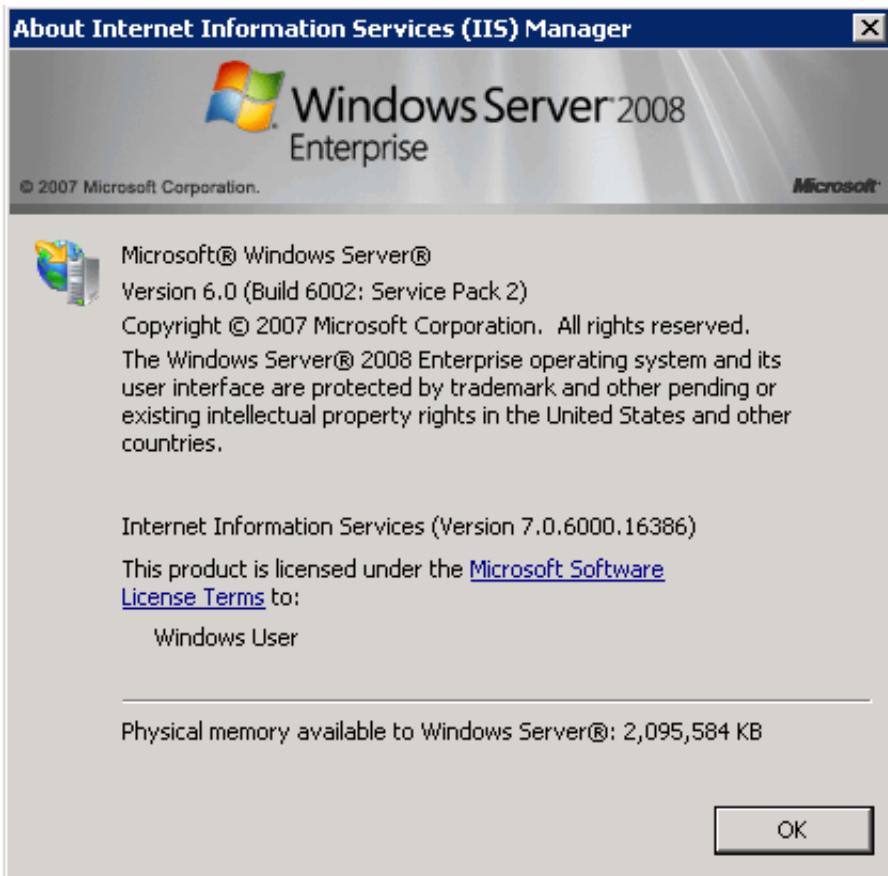 About Internet Information Services (IIS) Manager
Windows Server 2008
Enterprise
© 2007 Microsoft Corporation.
Microsoft
Microsoft® Windows Server®
Version 6.0 (Build 6002: Service Pack 2)
Copyright © 2007 Microsoft Corporation.  All rights reserved.
The Windows Server® 2008 Enterprise operating system and its
user interface are protected by trademark and other pending or
existing intellectual property rights in the United States and other
countries.
Internet Information Services (Version 7.0.6000.16386)
This product is licensed under the Microsoft Software
License Terms to:
Windows User
Physical memory available to Windows Server®: 2,095,584 KB
OK